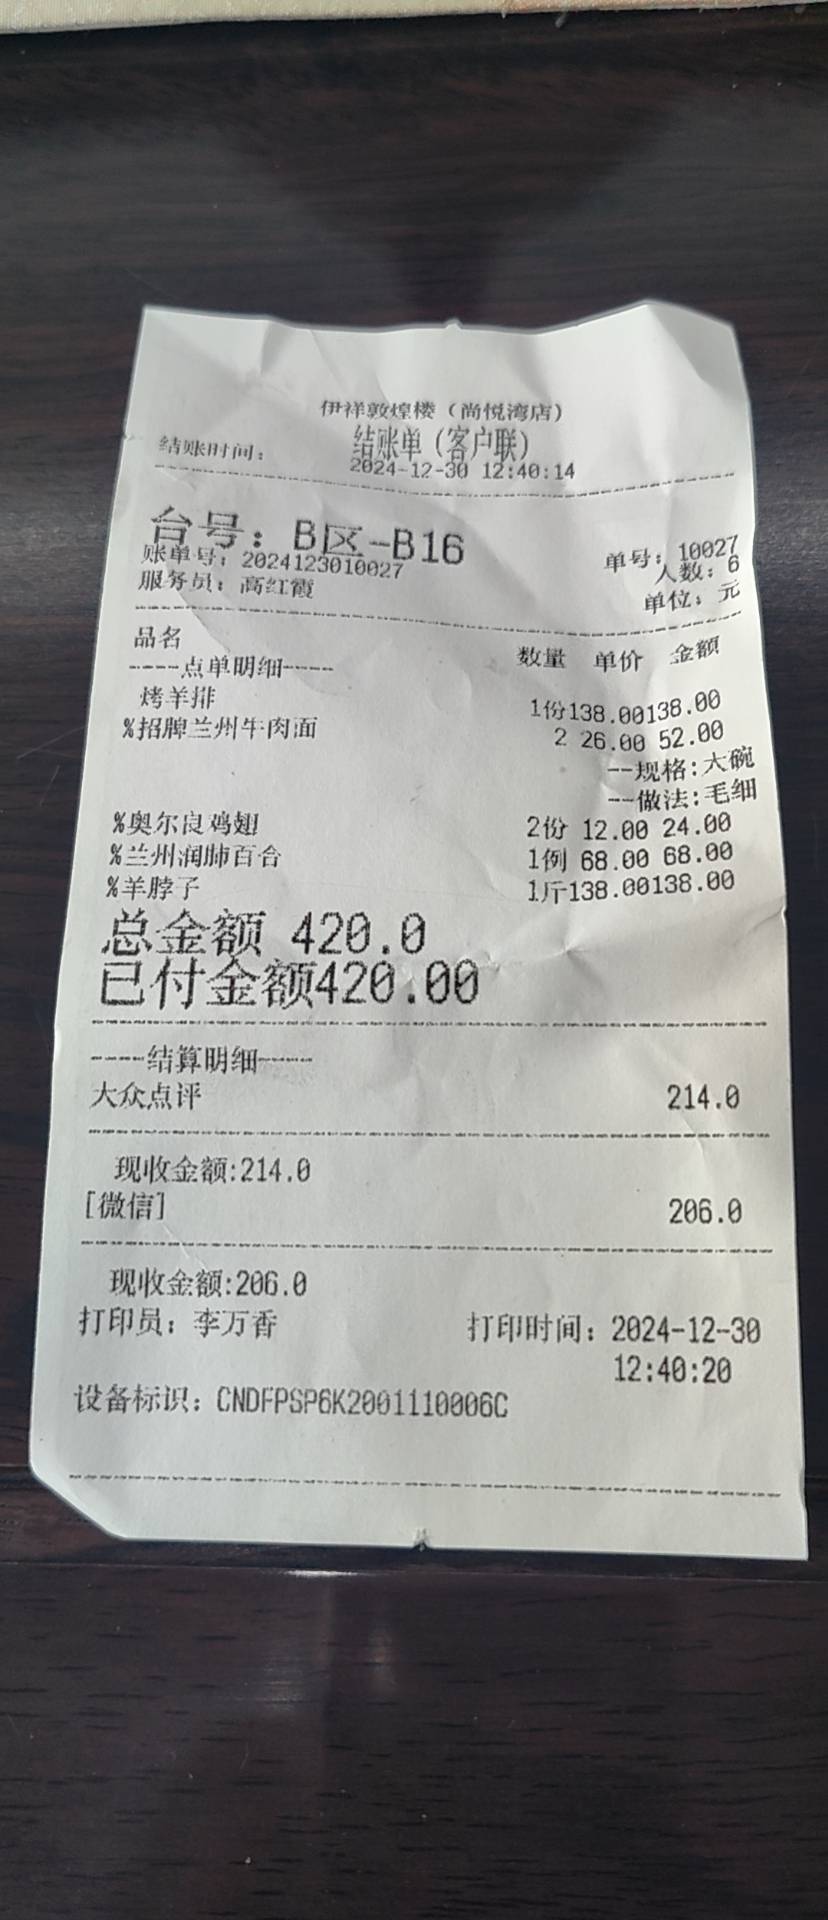 伊祥敦煌楼（尚悦湾店）
结账单（客户联）
结账时间： 2024-12-30 12:40:14
台号：B区-B16
单号：10027
账单号：2024123010027 人数：6
服务员：高红霞 单位：元
品名 数量 单价 金额
----点单明细----
烤羊排 1份138.00138.00
%招牌兰州牛肉面 2 26.00 52.00
--规格:大碗
--做法:毛细
%奥尔良鸡翅 2份 12.00 24.00
%兰州润肺百合 1例 68.00 68.00
%羊脖子 1斤138.00138.00
总金额 420.0
已付金额420.00
----结算明细----
大众点评 214.0
现收金额:214.0
[微信] 206.0
现收金额:206.0
打印员：李万香 打印时间：2024-12-30
12:40:20
设备标识：CNDFPSP6K2001110006C